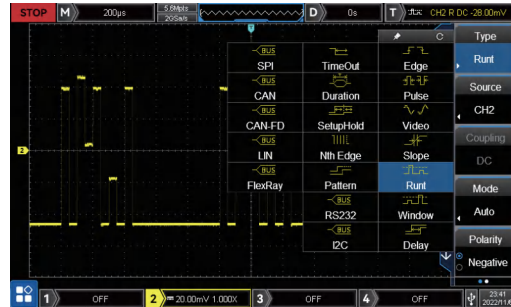 STOP M 200μs 5.6Mpts 20GSa/s D 0s T CH2 R DC -28.00mV
Type
Runt
Source
CH2
Coupling
DC
Mode
Auto
Polarity
Negative
BUS TimeOut Edge
SPI
BUS Duration Pulse
CAN
BUS SetupHold Video
CAN-FD
BUS Nth Edge Slope
LIN
BUS Pattern Runt
FlexRay
BUS Window
RS232
BUS Delay
I2C
2
1 OFF 2 20.00mV 1.000X 3 OFF 4 OFF 23:41